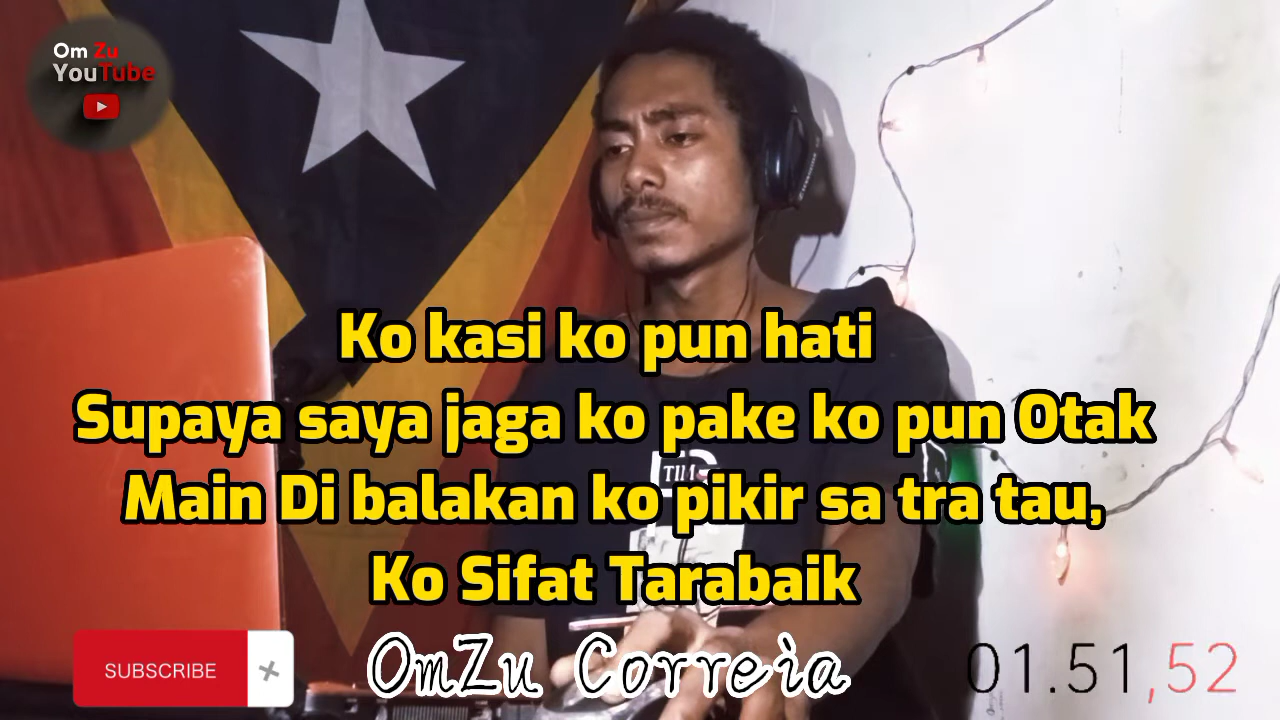 Om Zu
YouTube
Ko kasi ko pun hati
Supaya saya jaga ko pake ko pun Otak
Main Di balakan ko pikir sa tra tau,
Ko Sifat Tarabaik
SUBSCRIBE
OmZu Correia
01.51,52